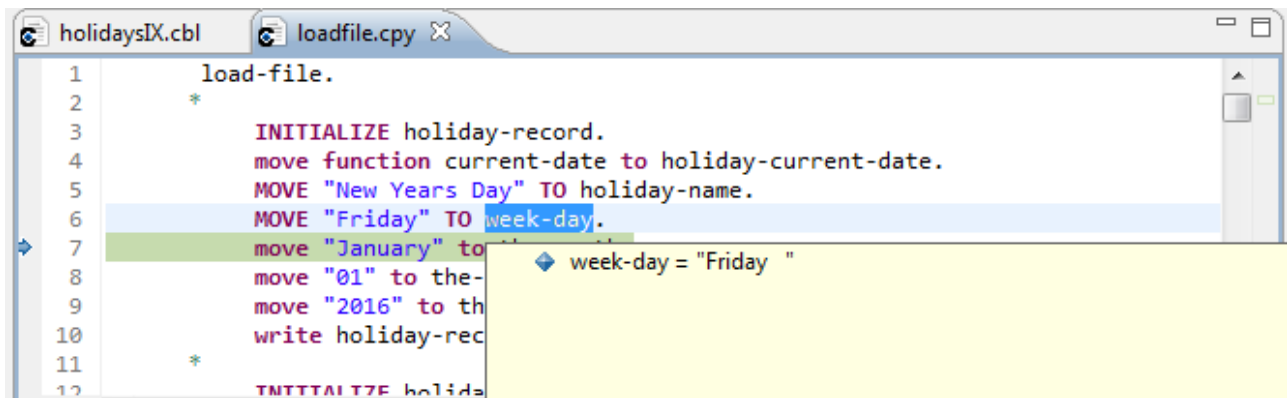 holidaysIX.cbl loadfile.cpy
1 load-file.
2 *
3 INITIALIZE holiday-record.
4 move function current-date to holiday-current-date.
5 MOVE "New Years Day" TO holiday-name.
6 MOVE "Friday" TO week-day.
7 move "January" to
week-day = "Friday  "
8 move "01" to the-
9 move "2016" to th
10 write holiday-rec
11 *
12 INITIALIZE holida